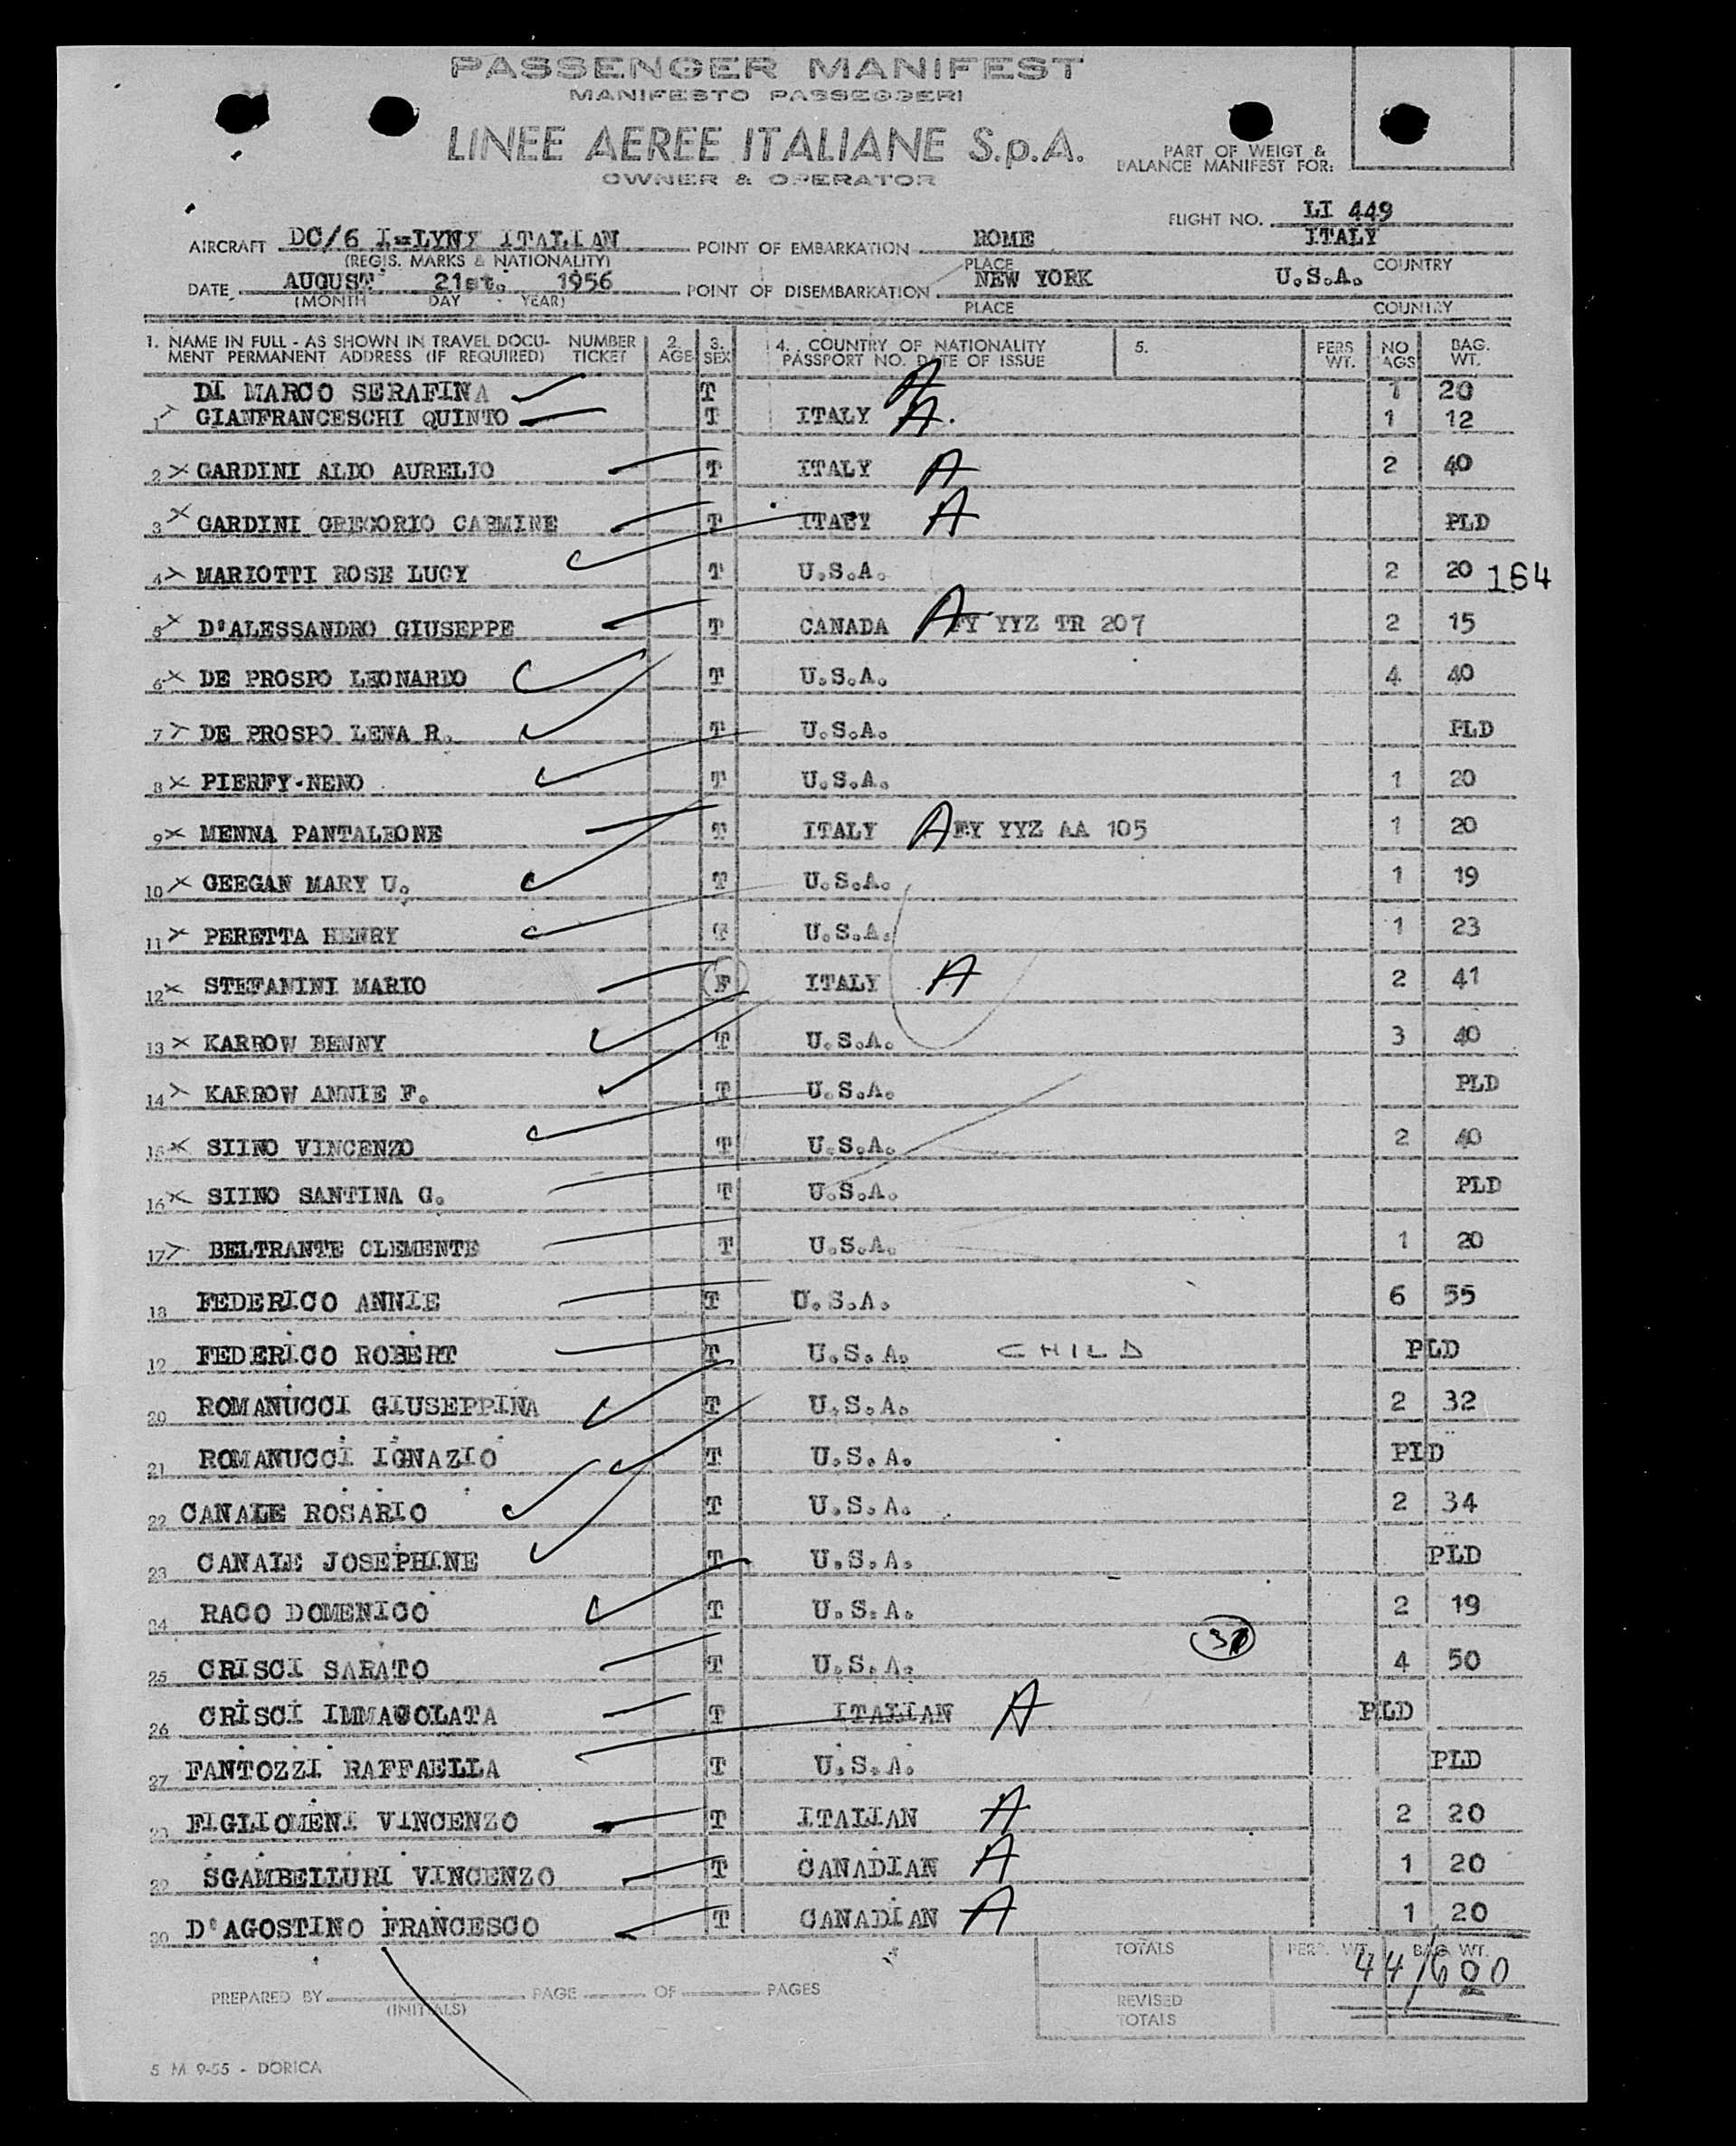 PASSENGER MANIFEST
MANIFESTO PASSEGGERI
LINEE AEREE ITALIANE S.p.A.
OWNER & OPERATOR
PART OF WEIGT &
BALANCE MANIFEST FOR:
FLIGHT NO. LI 449
AIRCRAFT DC/6 I=LYNX ITALIAN POINT OF EMBARKATION ROME ITALY
(REGIS. MARKS & NATIONALITY) PLACE COUNTRY
DATE AUGUST 21st. 1956 POINT OF DISEMBARKATION NEW YORK U.S.A.
(MONTH DAY - YEAR) PLACE COUNTRY
1. NAME IN FULL - AS SHOWN IN TRAVEL DOCU- NUMBER 2. 3. 4. COUNTRY OF NATIONALITY 5. PERS NO BAG.
MENT PERMANENT ADDRESS (IF REQUIRED) TICKET AGE SEX PASSPORT NO. DATE OF ISSUE WT. AGS WT.
DI MARCO SERAFINA T A 1 20
1 GIANFRANCESCHI QUINTO T ITALY A. 1 12
2 X GARDINI ALDO AURELIO T ITALY A 2 40
3 X GARDINI GREGORIO CARMINE T ITALY A PLD
4 X MARIOTTI ROSE LUCY T U.S.A. 2 20 164
5 X D'ALESSANDRO GIUSEPPE T CANADA A FY YYZ TR 207 2 15
6 X DE PROSPO LEONARDO T U.S.A. 4 40
7 X DE PROSPO LENA R. T U.S.A. PLD
8 X PIERFY-NENO T U.S.A. 1 20
9 X MENNA PANTALEONE T ITALY A FY YYZ AA 105 1 20
10 X GEEGAN MARY U. T U.S.A. 1 19
11 X PERETTA HENRY T U.S.A. 1 23
12 X STEFANINI MARIO F ITALY A 2 41
13 X KARROW BENNY T U.S.A. 3 40
14 X KARROW ANNIE F. T U.S.A. PLD
15 X SIINO VINCENZO T U.S.A. 2 40
16 X SIINO SANTINA G. T U.S.A. PLD
17 X BELTRANTE CLEMENTE T U.S.A. 1 20
18 FEDERICO ANNIE T U.S.A. 6 55
19 FEDERICO ROBERT T U.S.A. CHILD PLD
20 ROMANUCCI GIUSEPPINA T U.S.A. 2 32
21 ROMANUCCI IGNAZIO T U.S.A. PLD
22 CANALE ROSARIO T U.S.A. 2 34
23 CANALE JOSEPHINE T U.S.A. PLD
24 RACO DOMENICO T U.S.A. 2 19
25 CRISCI SABATO T U.S.A. 4 50
26 CRISCI IMMACOLATA T ITALIAN A PLD
27 FANTOZZI RAFFAELLA T U.S.A. PLD
28 FIGLIOMENI VINCENZO T ITALIAN A 2 20
29 SGAMBELLURI VINCENZO T CANADIAN A 1 20
30 D'AGOSTINO FRANCESCO T CANADIAN A 1 20
TOTALS PERS. WT. BAG WT.
44/600
PREPARED BY PAGE OF PAGES
(INITIALS)
REVISED
TOTALS
5 M 9-55 - DORICA